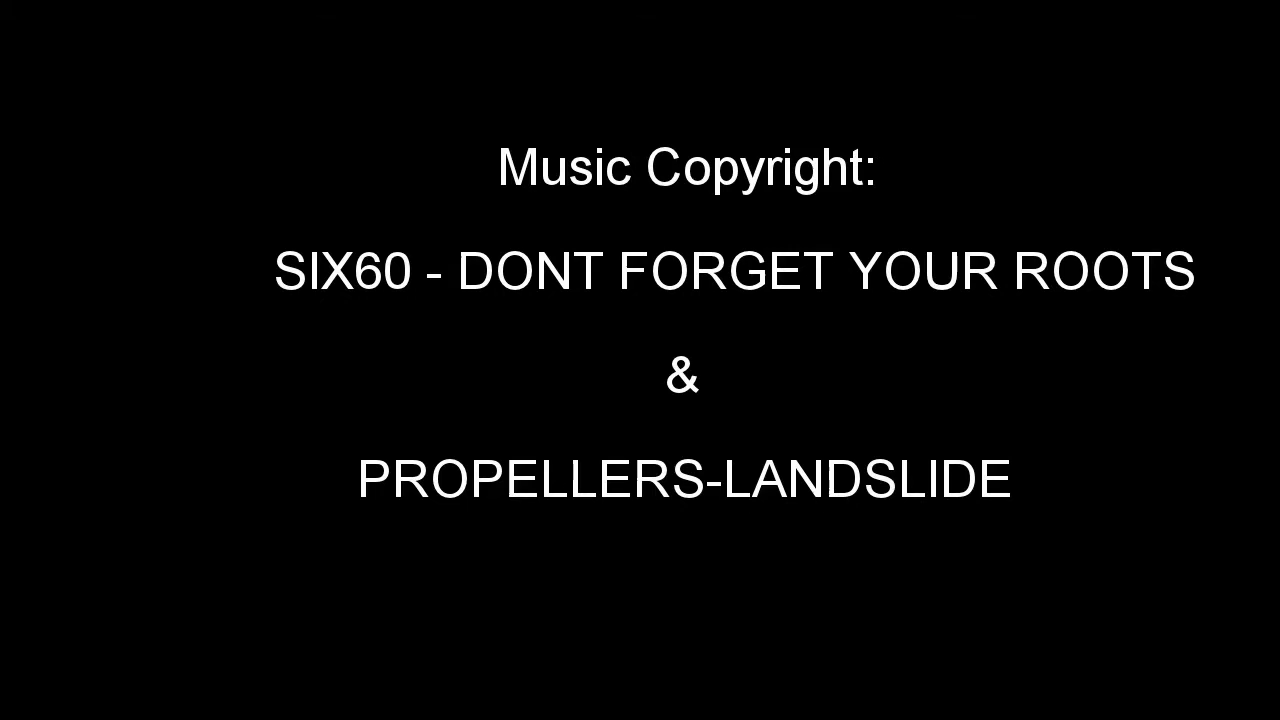 Music Copyright:
SIX60 - DONT FORGET YOUR ROOTS
&
PROPELLERS-LANDSLIDE